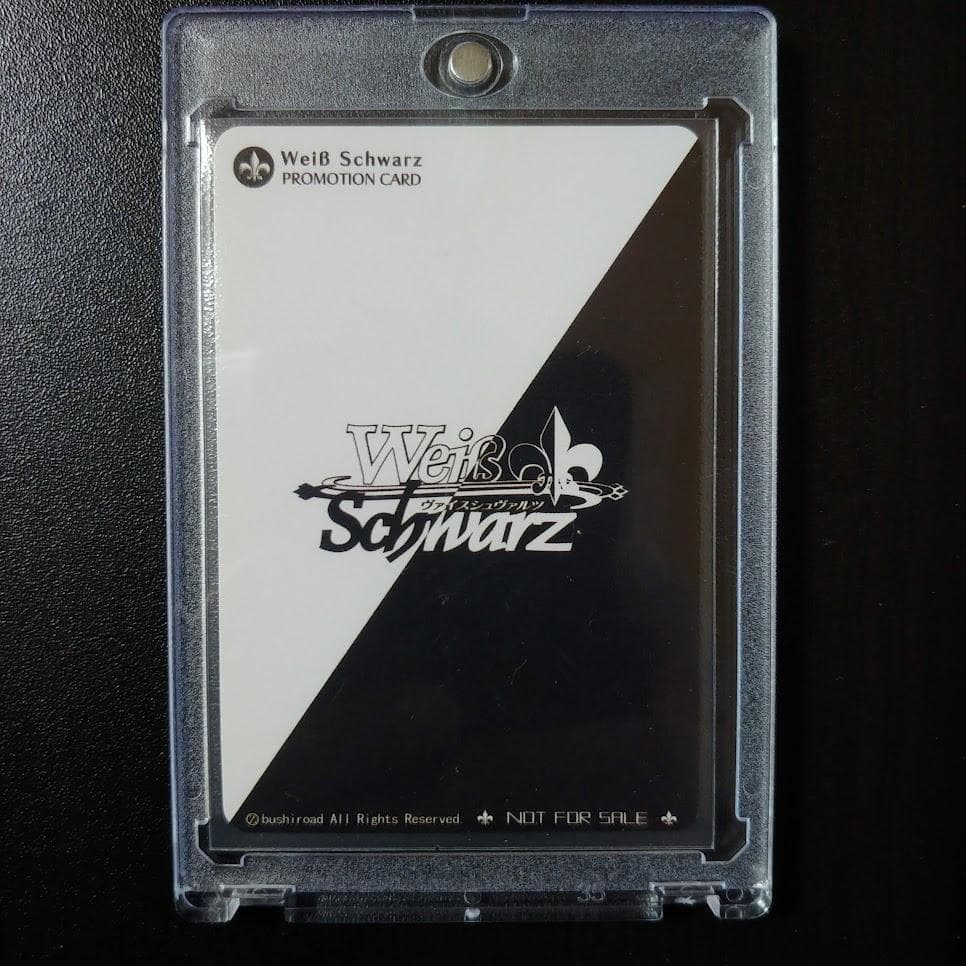 Weiß Schwarz
PROMOTION CARD
Weiß
ヴァイスシュヴァルツ
Schwarz
bushiroad All Rights Reserved
NOT FOR SALE
35